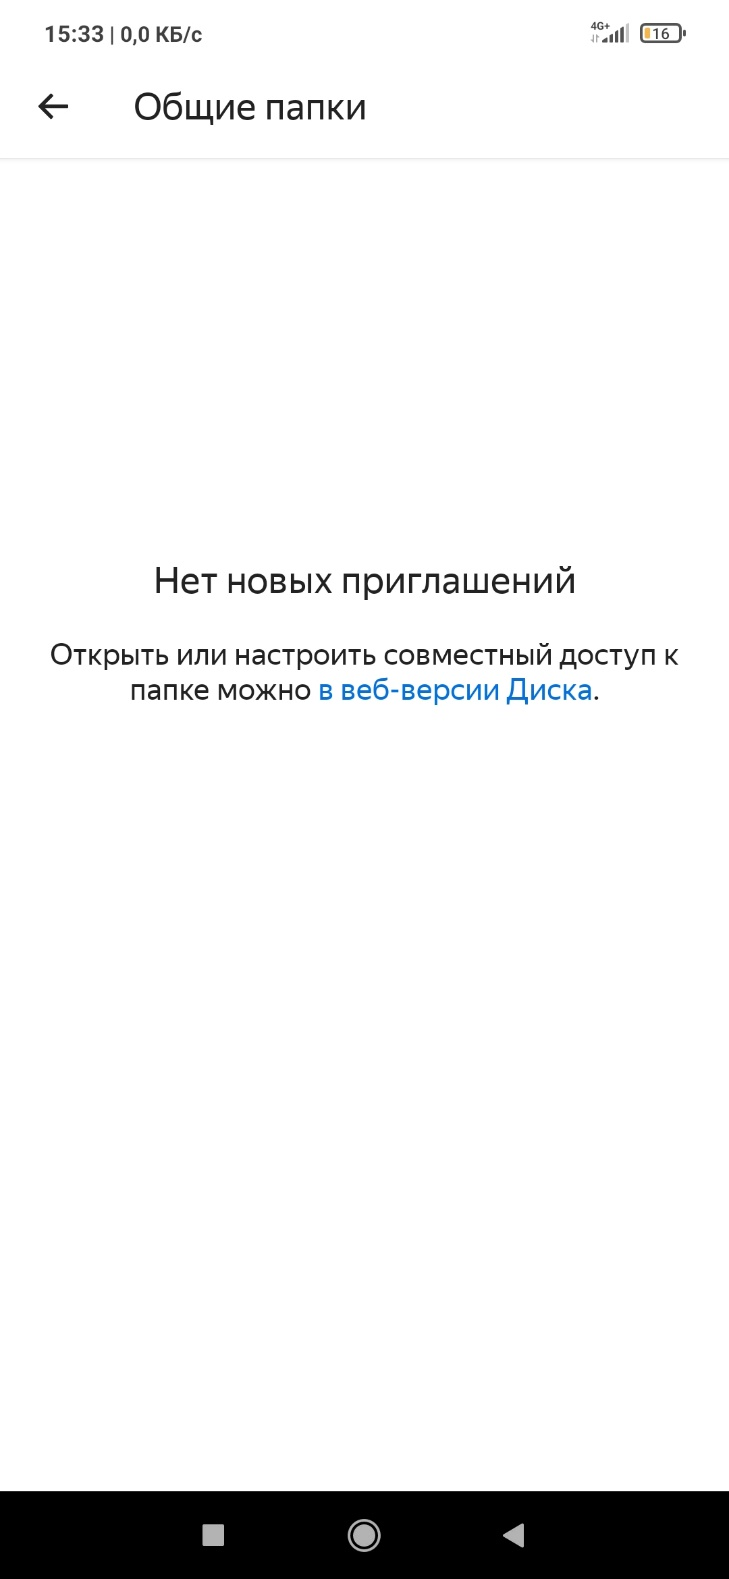 15:33 | 0,0 КБ/с 4G+ 16
Общие папки
Нет новых приглашений
Открыть или настроить совместный доступ к
папке можно в веб-версии Диска.